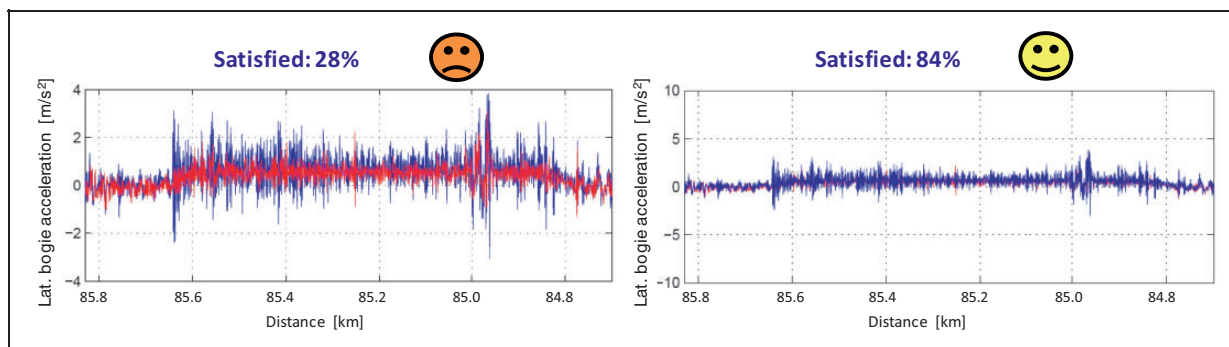 Satisfied: 28%
Lat. bogie acceleration [m/s²]
4
2
0
−2
−4
85.8 85.6 85.4 85.2 85.0 84.8
Distance [km]
Satisfied: 84%
Lat. bogie acceleration [m/s²]
10
5
0
−5
−10
85.8 85.6 85.4 85.2 85.0 84.8
Distance [km]